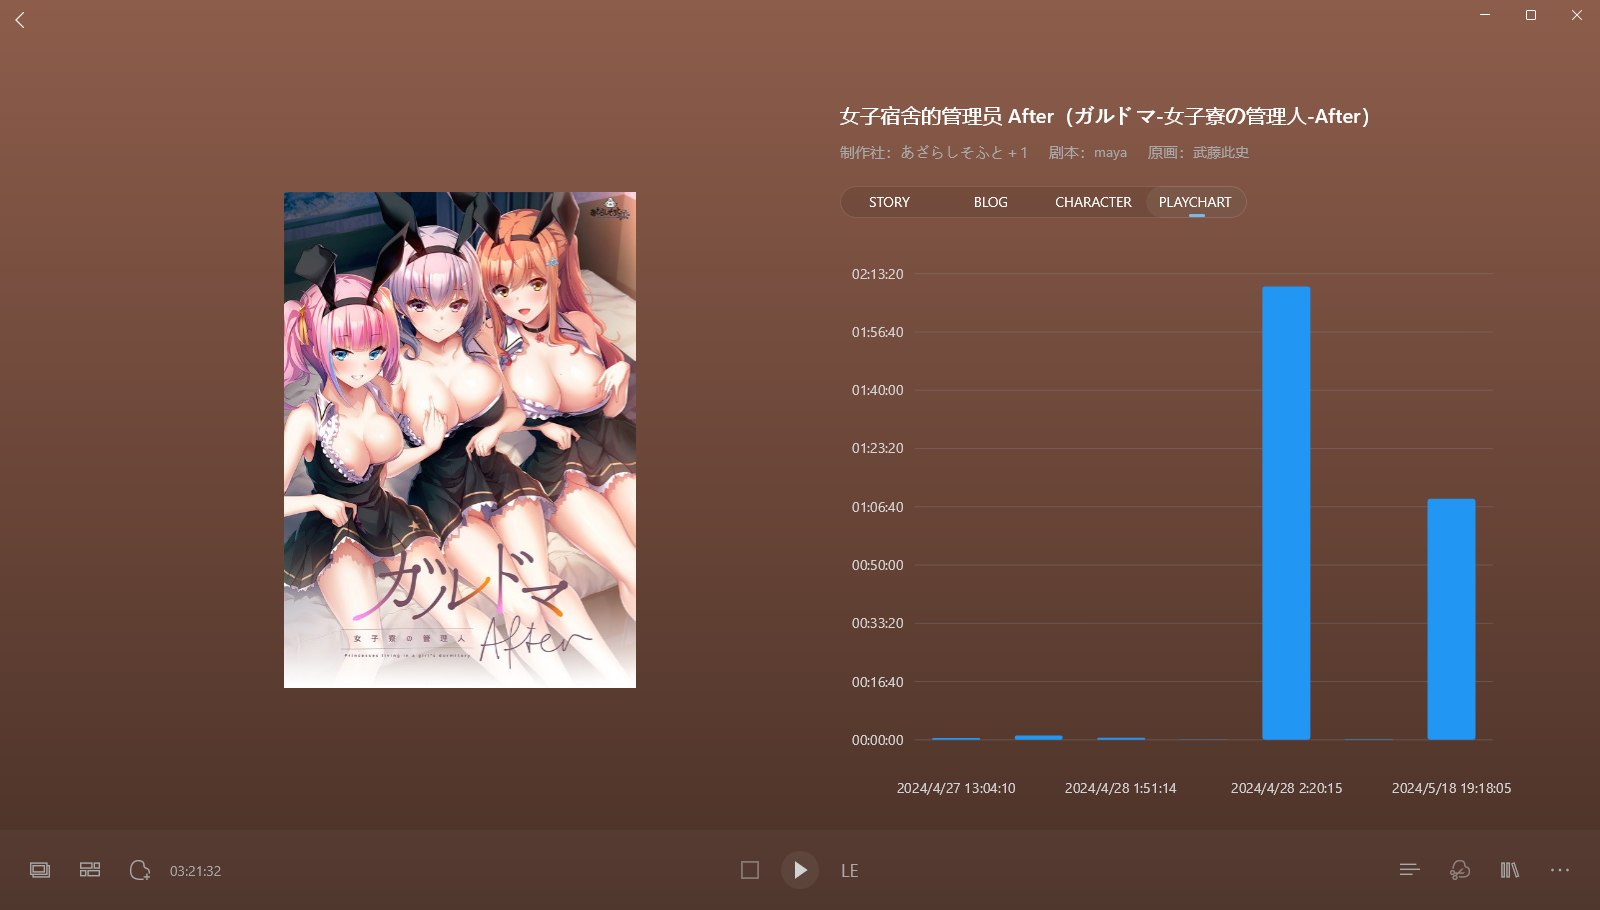 女子宿舍的管理员 After（ガルドマ-女子寮の管理人-After）
制作社：あざらしそふと＋1 剧本：maya 原画：武藤此史
STORY BLOG CHARACTER PLAYCHART
02:13:20
01:56:40
01:40:00
01:23:20
01:06:40
00:50:00
00:33:20
00:16:40
00:00:00
2024/4/27 13:04:10 2024/4/28 1:51:14 2024/4/28 2:20:15 2024/5/18 19:18:05
ガルドマ
女子寮の管理人 After
Princesses living in a girl's dormitory
03:21:32
LE